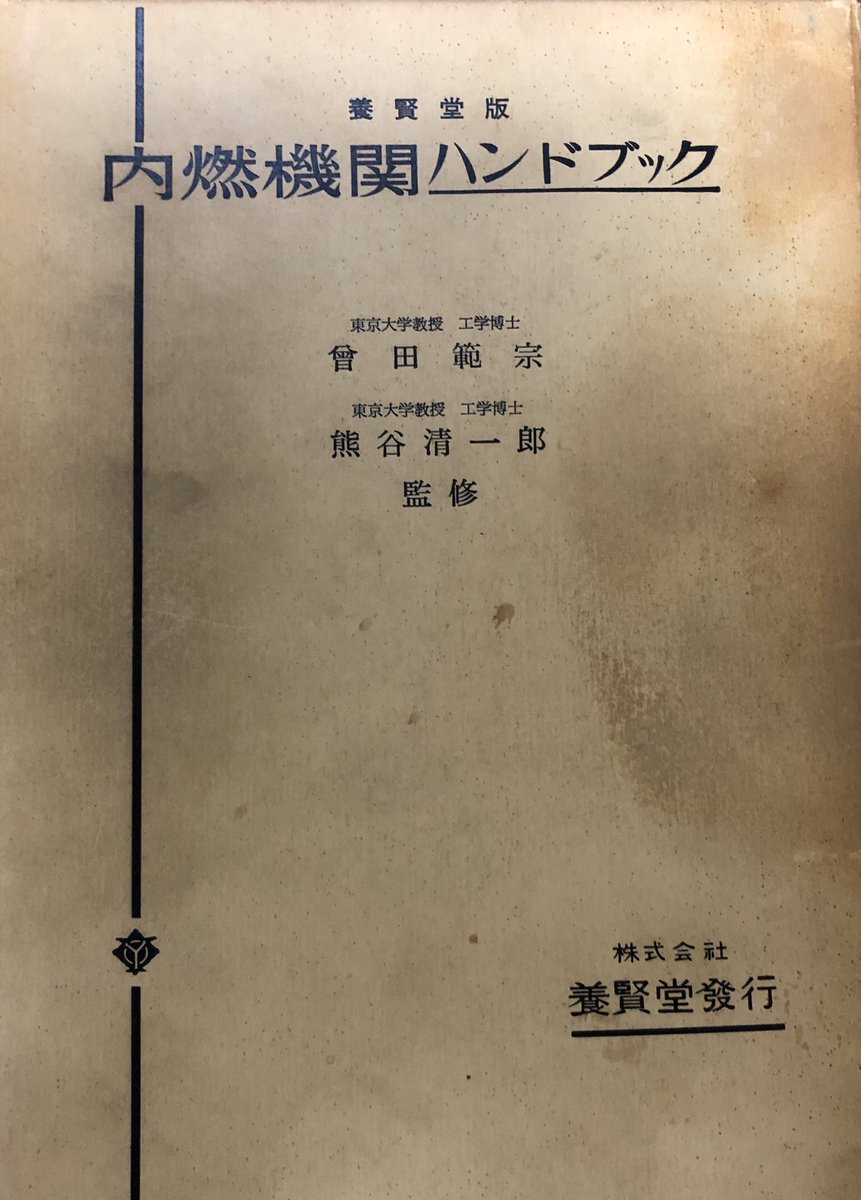 養賢堂版
内燃機関ハンドブック
東京大学教授 工学博士
曾田範宗
東京大学教授 工学博士
熊谷清一郎
監修
株式会社
養賢堂發行